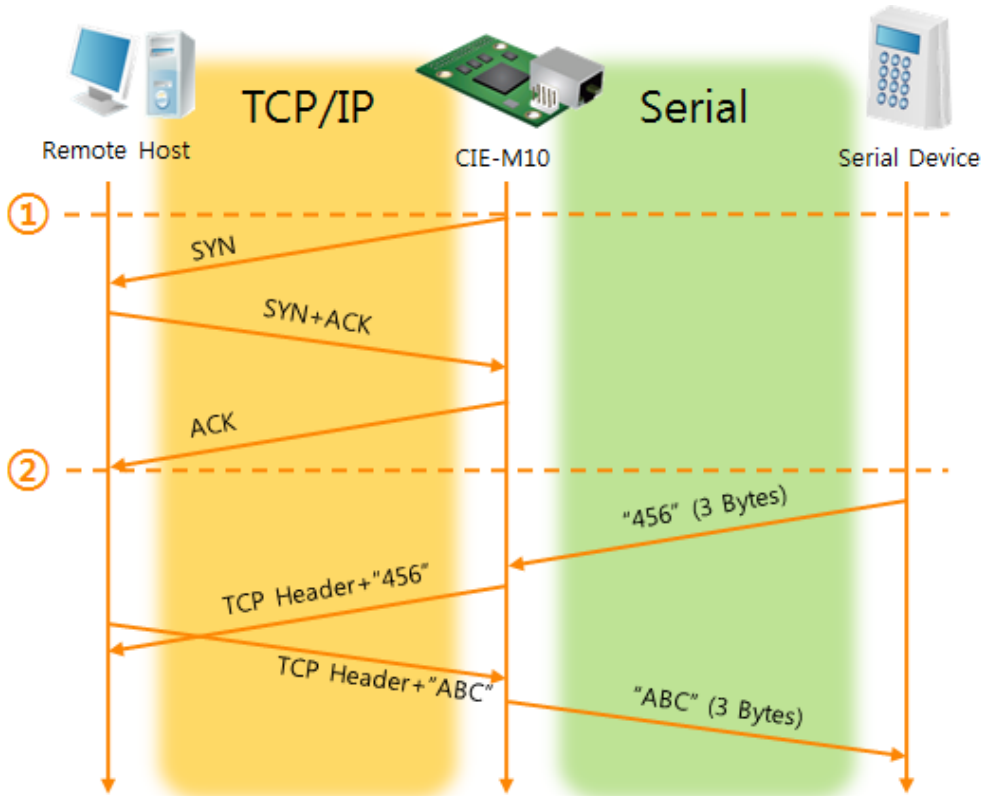 TCP/IP
Serial
Remote Host
CIE-M10
Serial Device
①
SYN
SYN+ACK
ACK
②
"456" (3 Bytes)
TCP Header+"456"
TCP Header+"ABC"
"ABC" (3 Bytes)